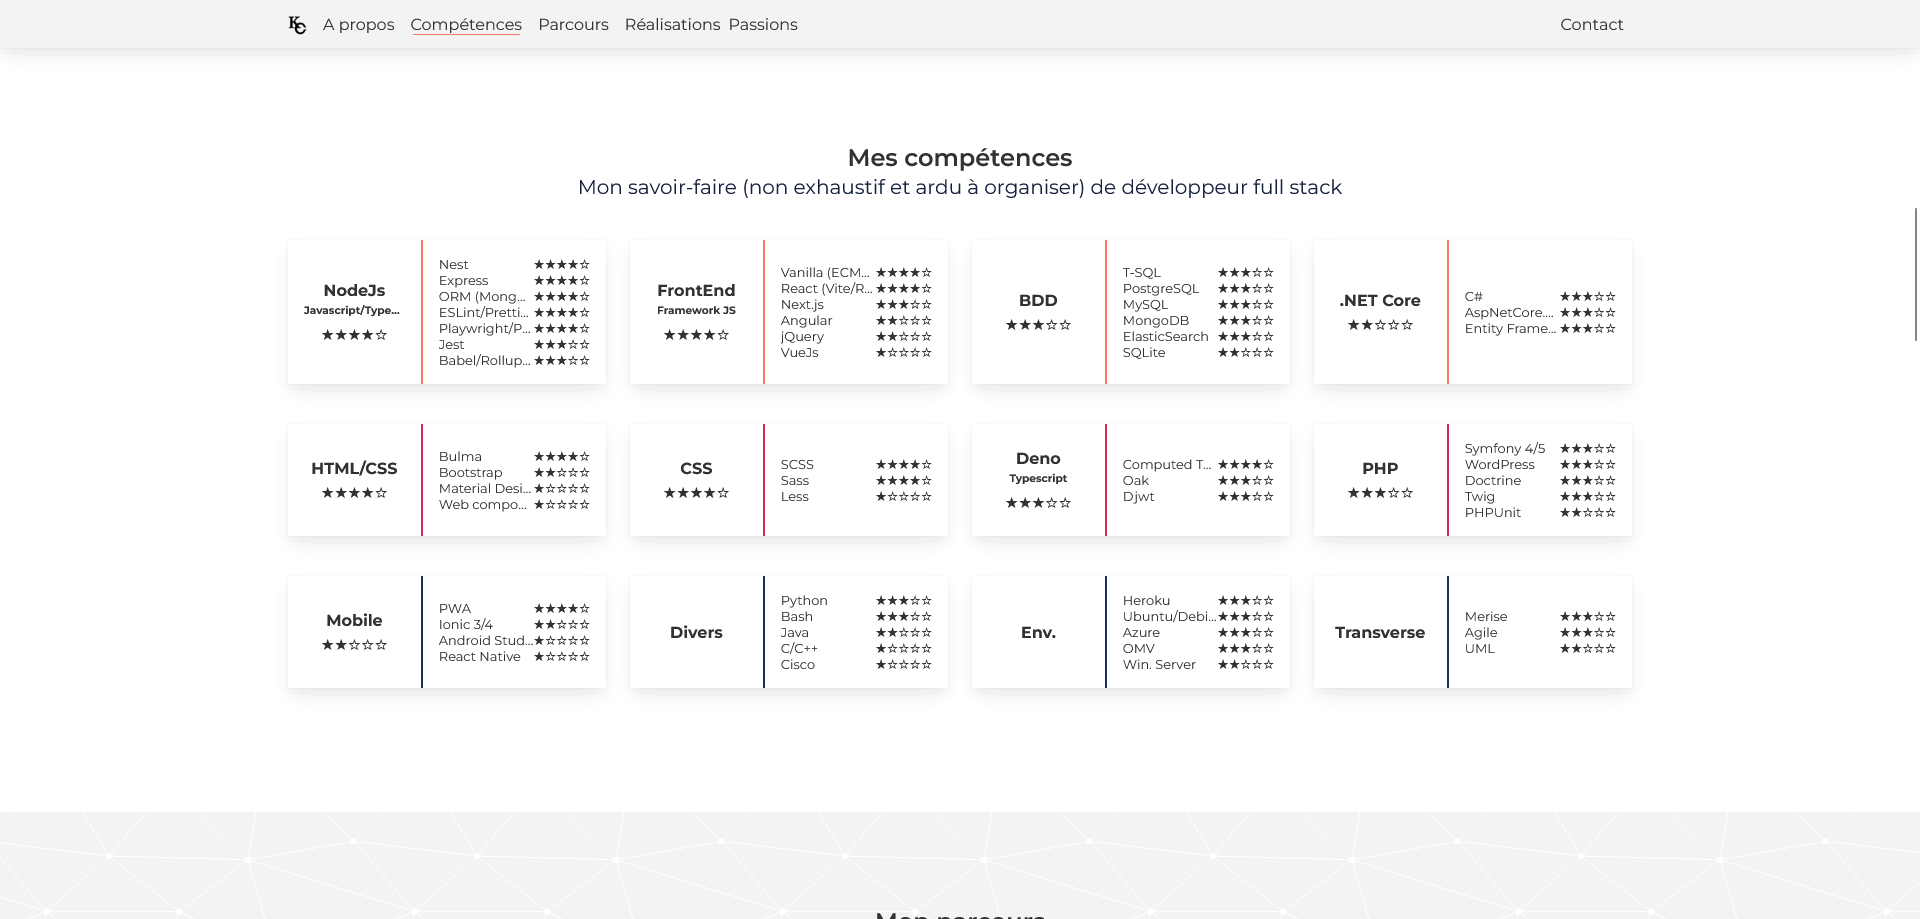 KC A propos Compétences Parcours Réalisations Passions Contact
Mes compétences
Mon savoir-faire (non exhaustif et ardu à organiser) de développeur full stack
NodeJs
Javascript/Type...
★★★★☆
Nest ★★★★☆
Express ★★★★☆
ORM (Mong... ★★★★☆
ESLint/Pretti... ★★★★☆
Playwright/P... ★★★★☆
Jest ★★★☆☆
Babel/Rollup... ★★★☆☆
FrontEnd
Framework JS
★★★★☆
Vanilla (ECM... ★★★★☆
React (Vite/R... ★★★★☆
Next.js ★★★☆☆
Angular ★★☆☆☆
jQuery ★★☆☆☆
VueJs ★☆☆☆☆
BDD
★★★☆☆
T-SQL ★★★☆☆
PostgreSQL ★★★☆☆
MySQL ★★★☆☆
MongoDB ★★★☆☆
ElasticSearch ★★★☆☆
SQLite ★★☆☆☆
.NET Core
★★☆☆☆
C# ★★★☆☆
AspNetCore.... ★★★☆☆
Entity Frame... ★★★☆☆
HTML/CSS
★★★★☆
Bulma ★★★★☆
Bootstrap ★★☆☆☆
Material Desi... ★☆☆☆☆
Web compo... ★☆☆☆☆
CSS
★★★★☆
SCSS ★★★★☆
Sass ★★★★☆
Less ★☆☆☆☆
Deno
Typescript
★★★☆☆
Computed T... ★★★★☆
Oak ★★★☆☆
Djwt ★★★☆☆
PHP
★★★☆☆
Symfony 4/5 ★★★☆☆
WordPress ★★★☆☆
Doctrine ★★★☆☆
Twig ★★★☆☆
PHPUnit ★★☆☆☆
Mobile
★★☆☆☆
PWA ★★★★☆
Ionic 3/4 ★★☆☆☆
Android Stud... ★☆☆☆☆
React Native ★☆☆☆☆
Divers
Python ★★★☆☆
Bash ★★★☆☆
Java ★★☆☆☆
C/C++ ★☆☆☆☆
Cisco ★☆☆☆☆
Env.
Heroku ★★★☆☆
Ubuntu/Debi... ★★★☆☆
Azure ★★★☆☆
OMV ★★★☆☆
Win. Server ★★☆☆☆
Transverse
Merise ★★★☆☆
Agile ★★★☆☆
UML ★★☆☆☆
Mon parcours